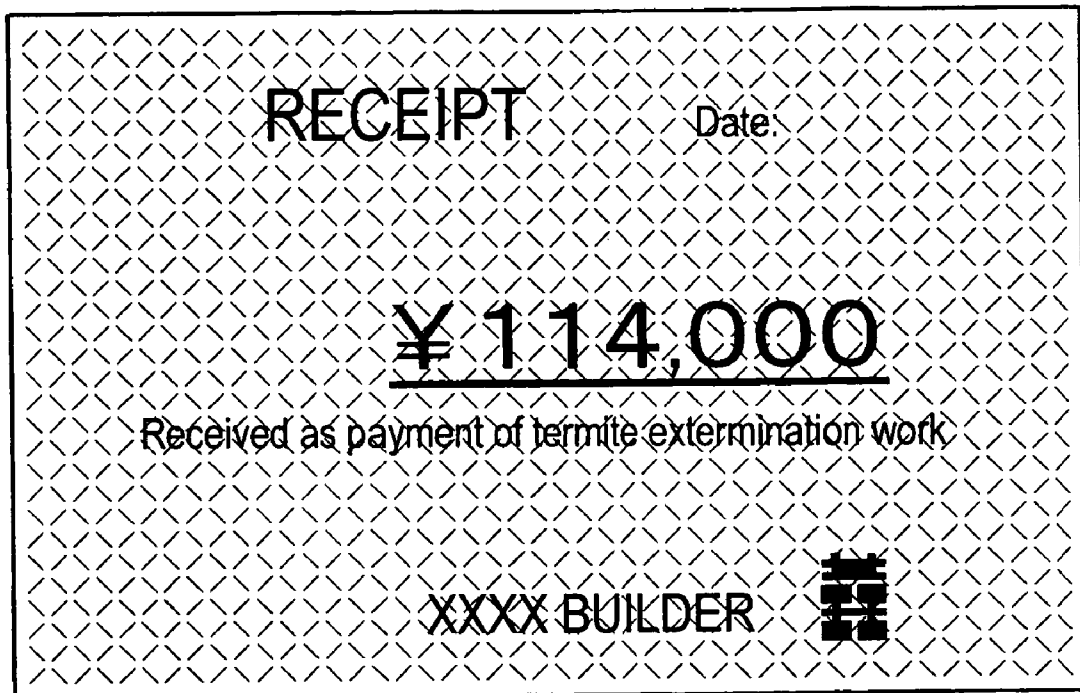 RECEIPT Date:
¥114,000
Received as payment of termite extermination work
XXXX BUILDER